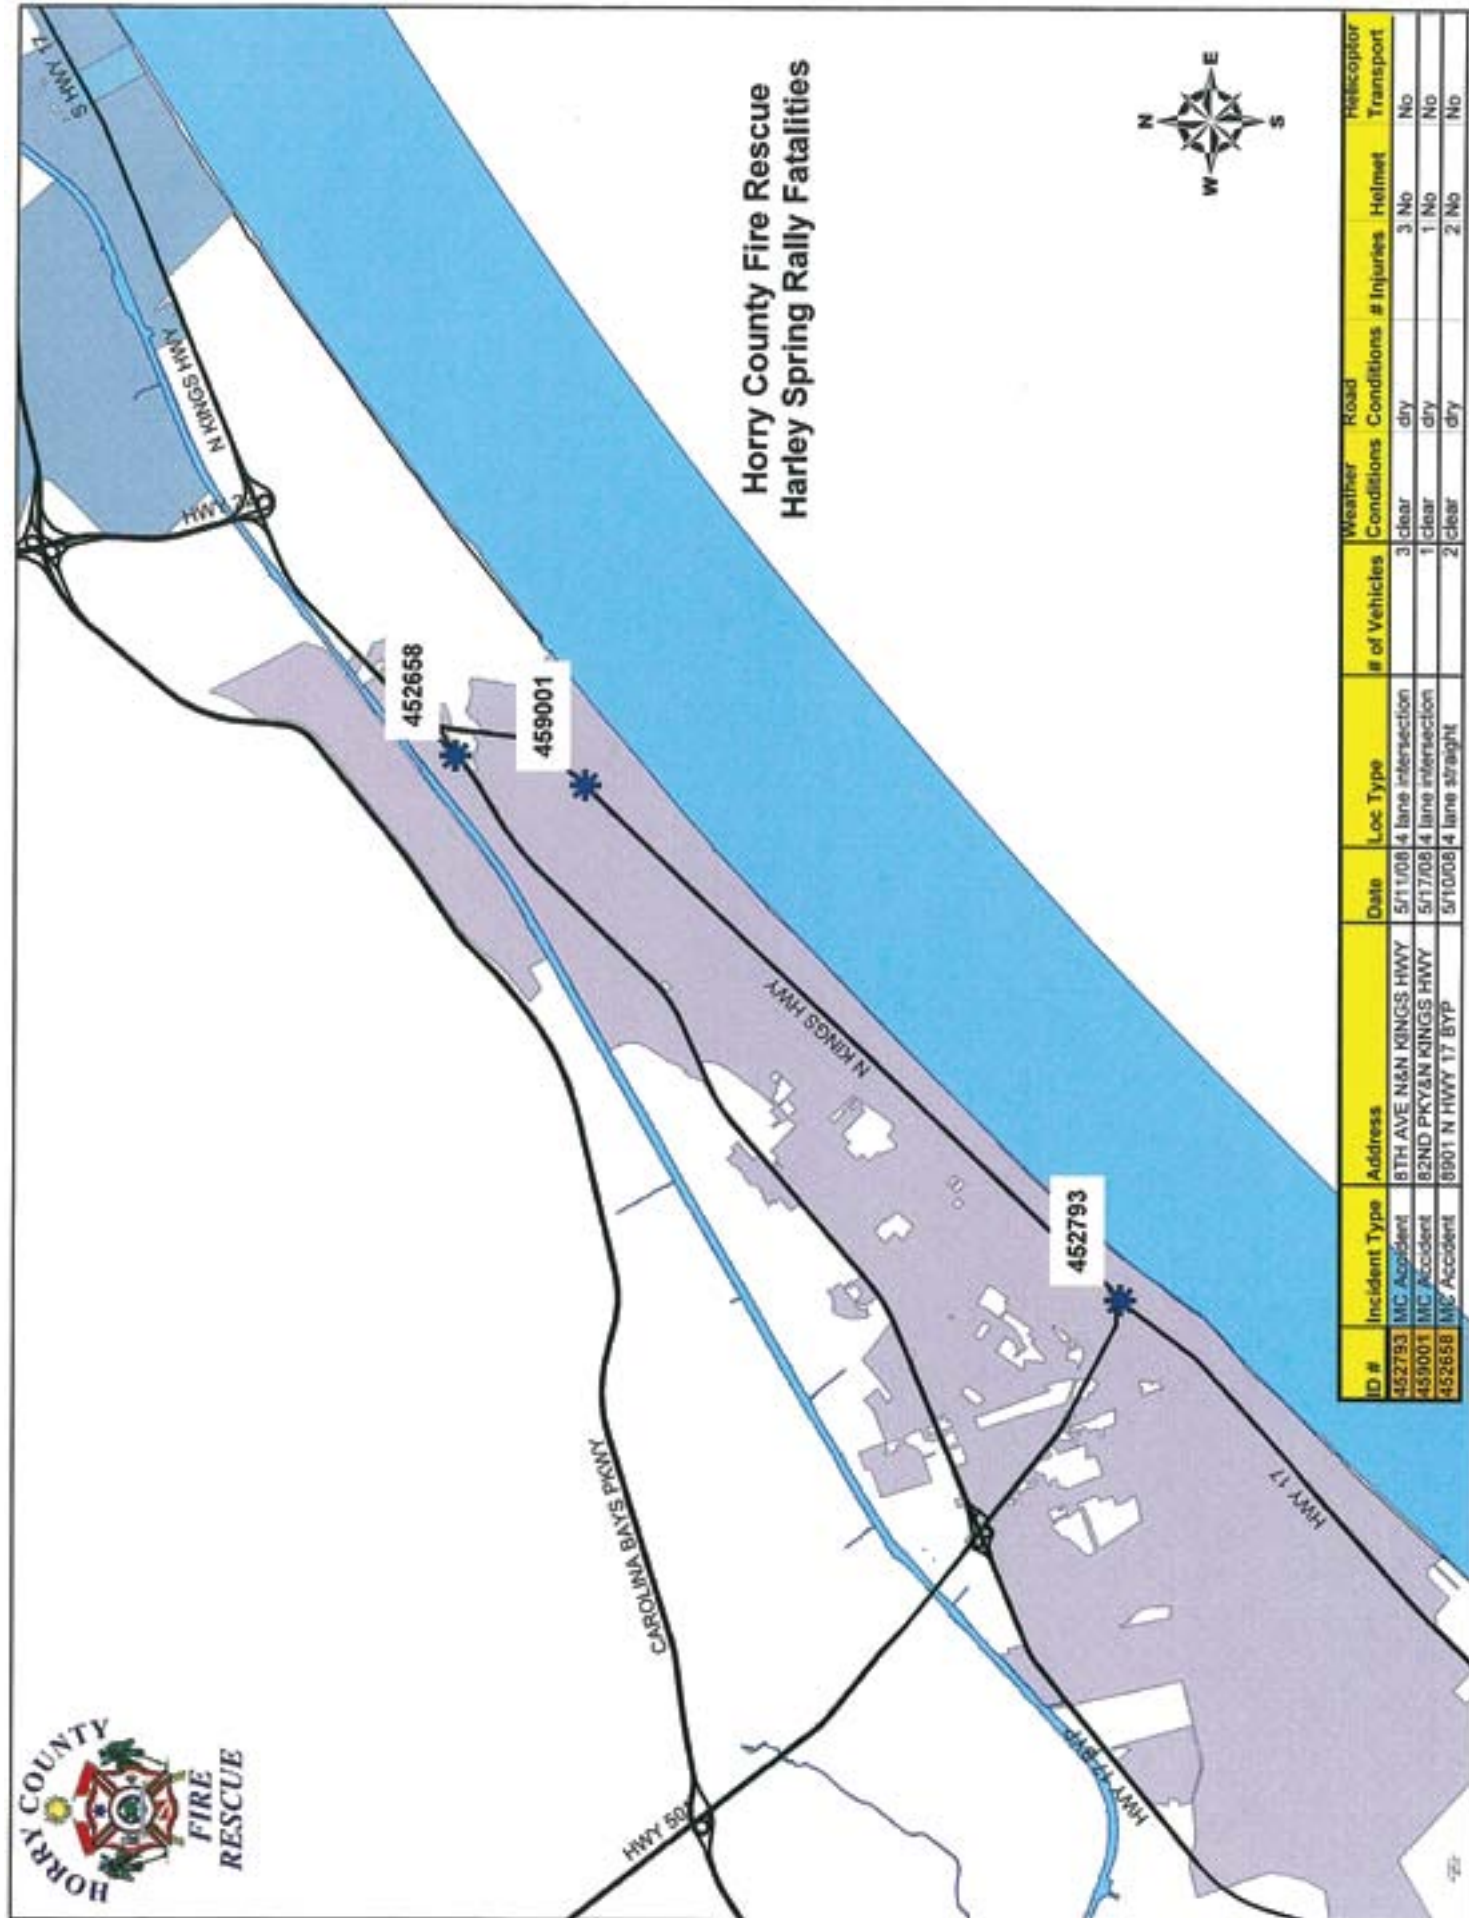 HORRY COUNTY
FIRE
RESCUE
Horry County Fire Rescue
Harley Spring Rally Fatalities
N
W
E
S
S HWY 17
N KINGS HWY
HWY 22
452658
459001
N KINGS HWY
452793
CAROLINA BAYS PKWY
HWY 501
HWY 17 BYP
HWY 17
ID # Incident Type Address Date Loc Type # of Vehicles Weather Conditions Road Conditions # Injuries Helmet Helicoptor Transport
452793 MC Accident 8TH AVE N&N KINGS HWY 5/11/08 4 lane intersection 3 clear dry 3 No No
459001 MC Accident 82ND PKY&N KINGS HWY 5/17/08 4 lane intersection 1 clear dry 1 No No
452658 MC Accident 8901 N HWY 17 BYP 5/10/08 4 lane straight 2 clear dry 2 No No